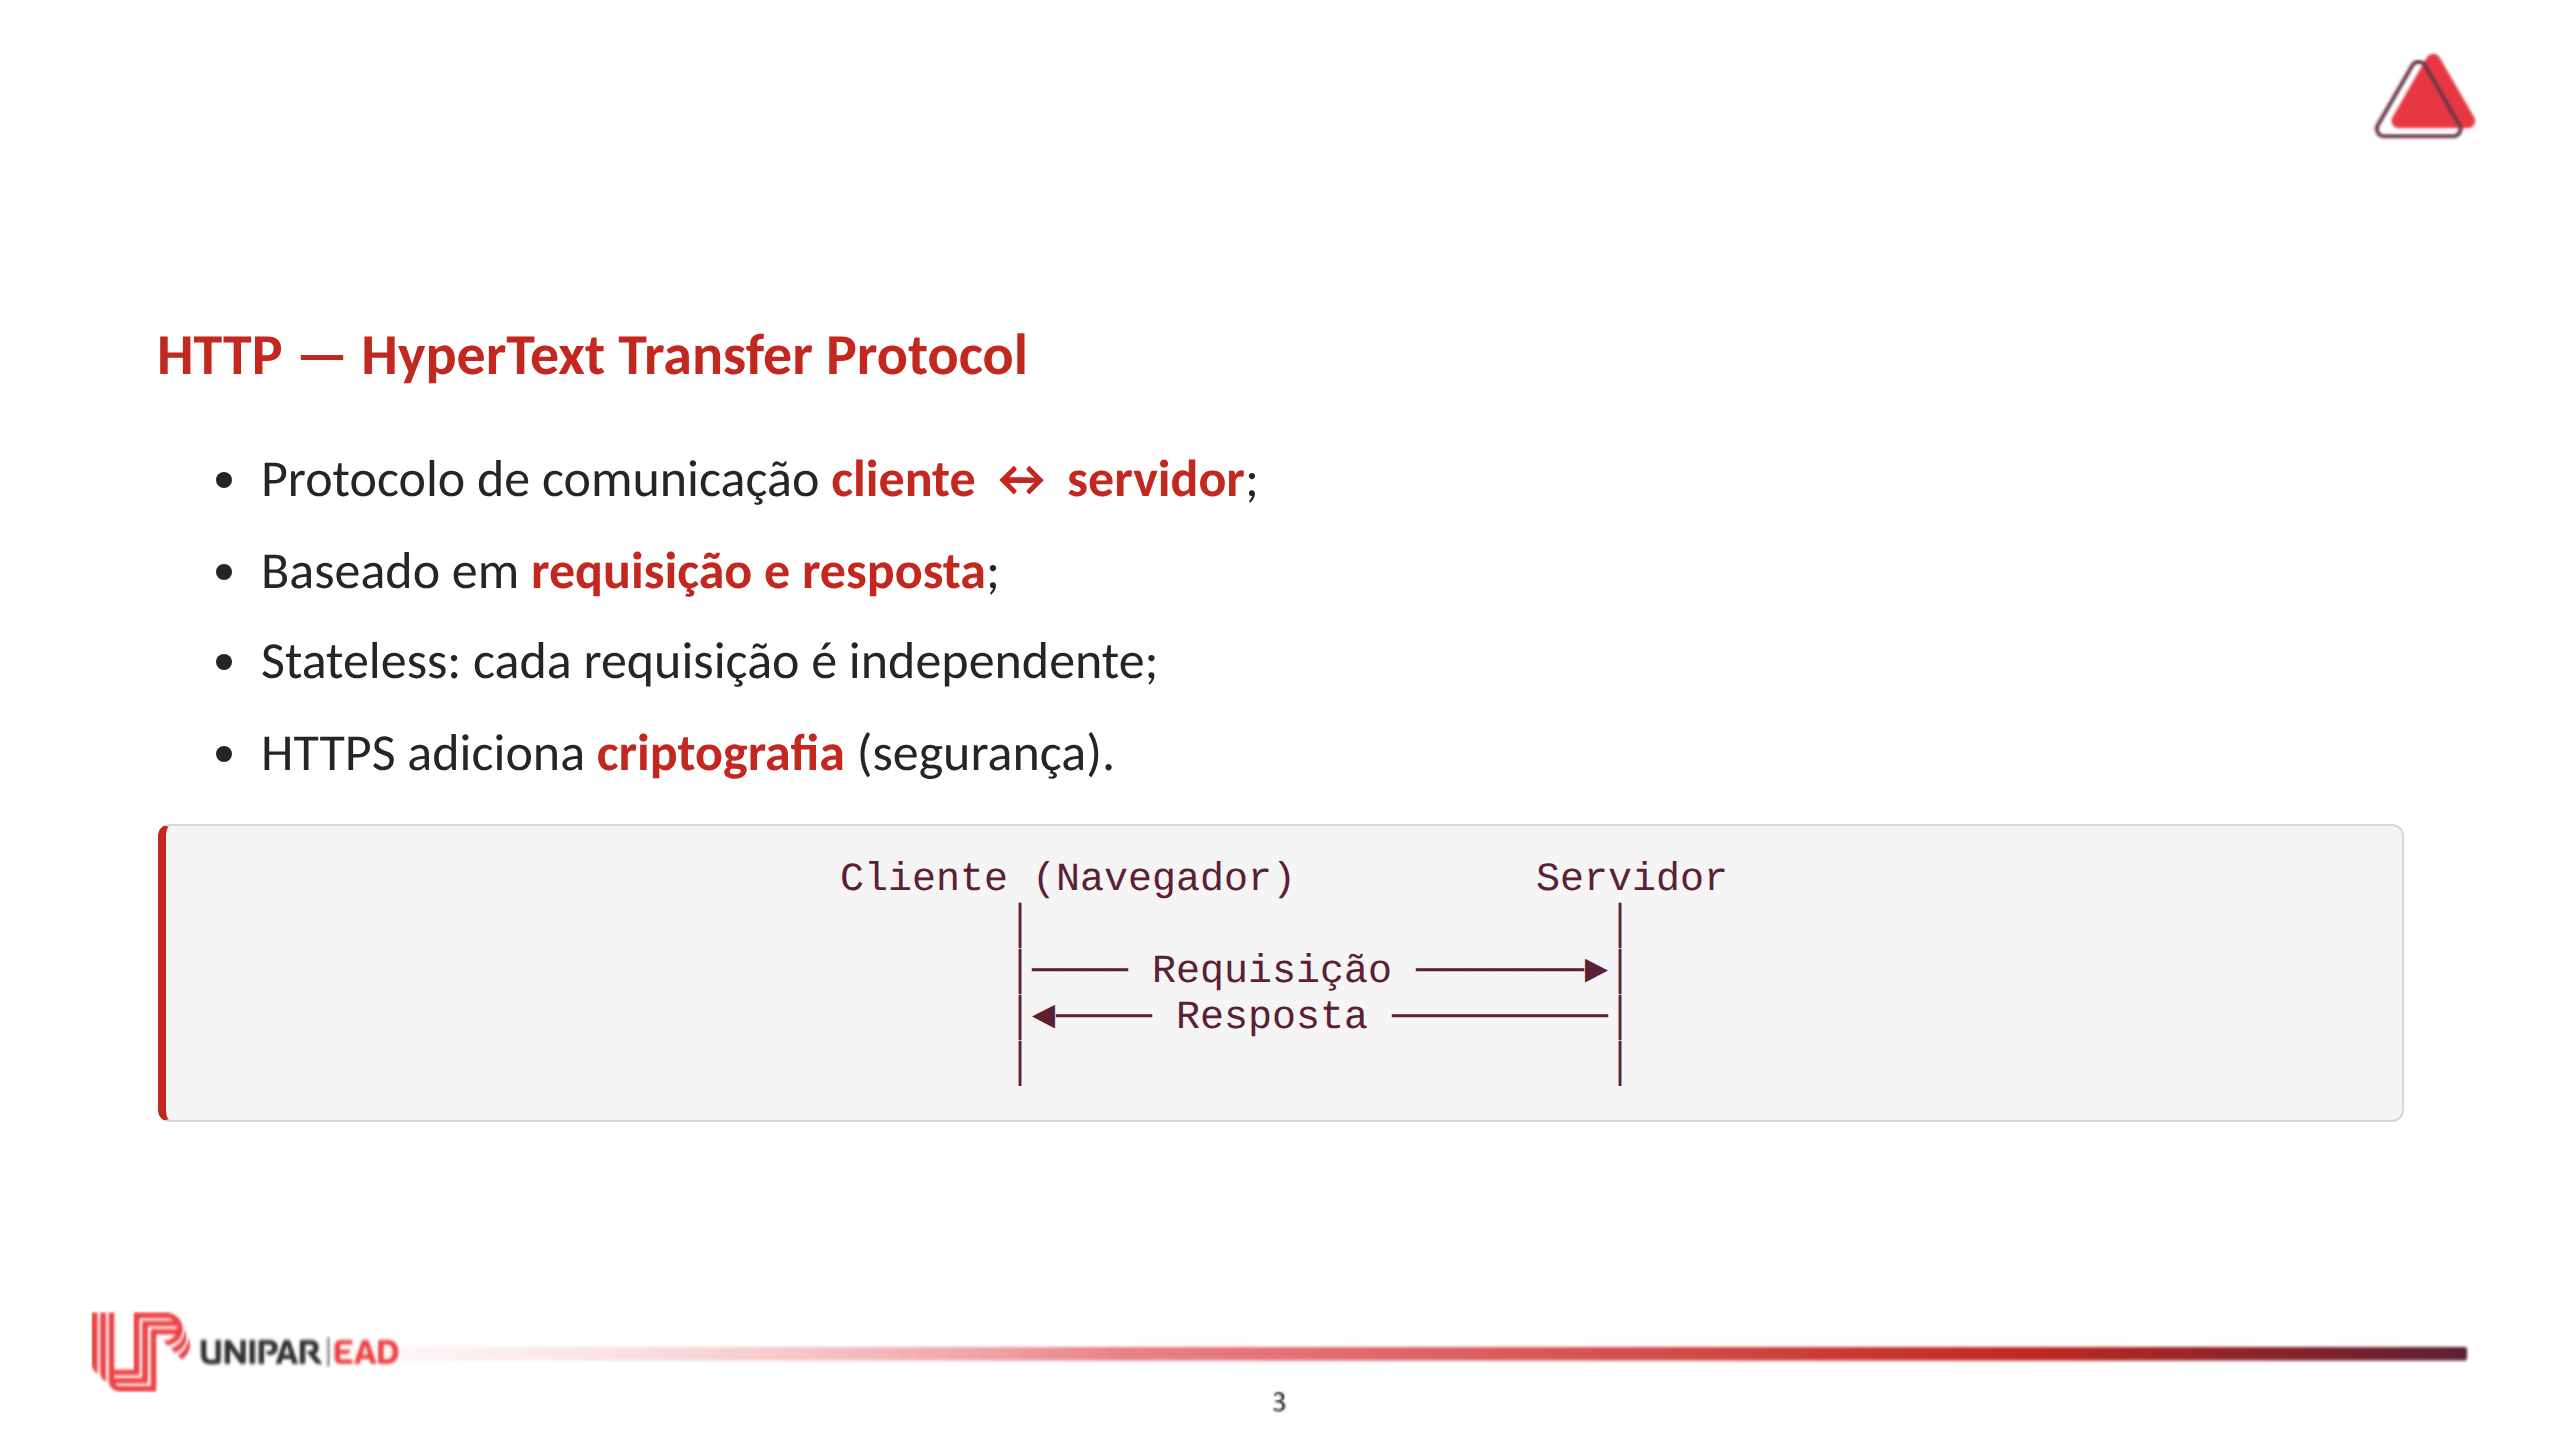 HTTP — HyperText Transfer Protocol
• Protocolo de comunicação cliente ↔ servidor;
• Baseado em requisição e resposta;
• Stateless: cada requisição é independente;
• HTTPS adiciona criptografia (segurança).
Cliente (Navegador) Servidor
│ │
│──── Requisição ───────►│
│◄──── Resposta ─────────│
│ │
UNIPAR|EAD
3